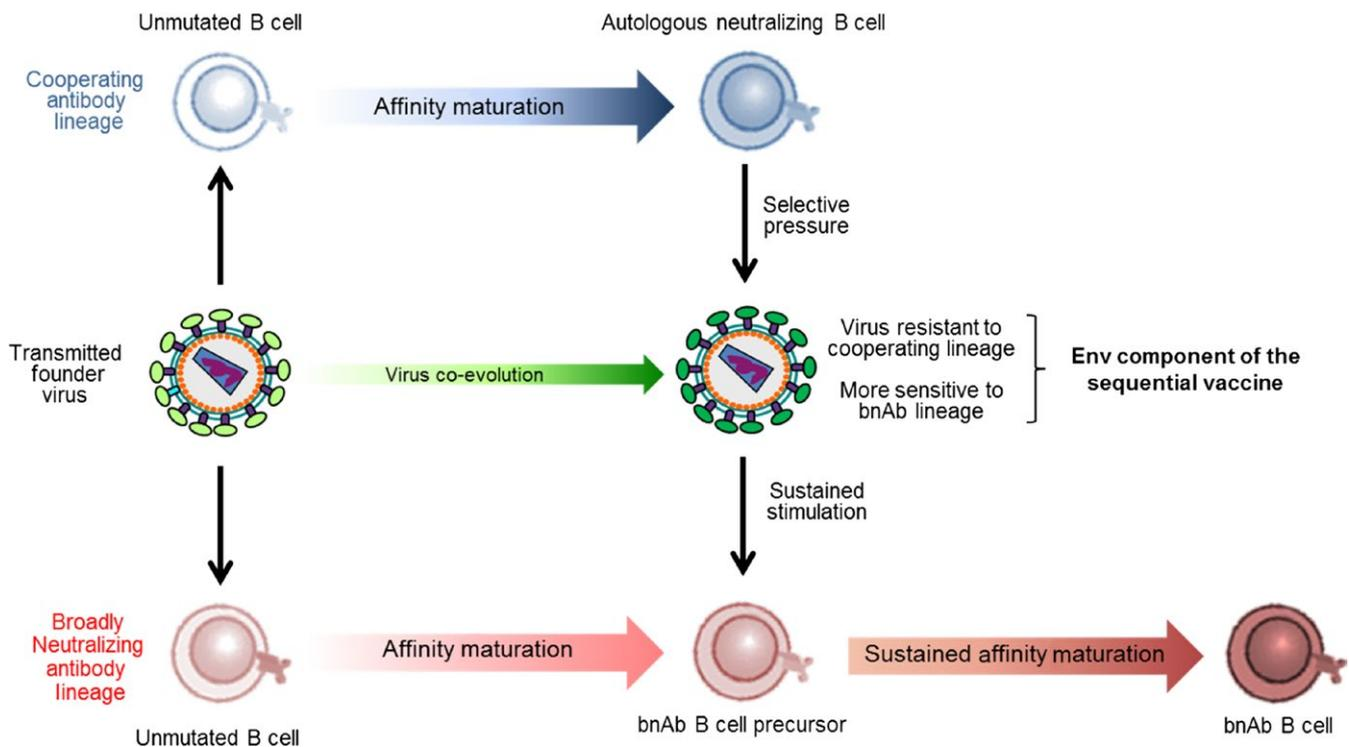 Unmutated B cell
Autologous neutralizing B cell
Cooperating
antibody
lineage
Affinity maturation
Selective
pressure
Transmitted
founder
virus
Virus co-evolution
Virus resistant to
cooperating lineage
More sensitive to
bnAb lineage
Env component of the
sequential vaccine
Sustained
stimulation
Broadly
Neutralizing
antibody
lineage
Affinity maturation
Sustained affinity maturation
Unmutated B cell
bnAb B cell precursor
bnAb B cell